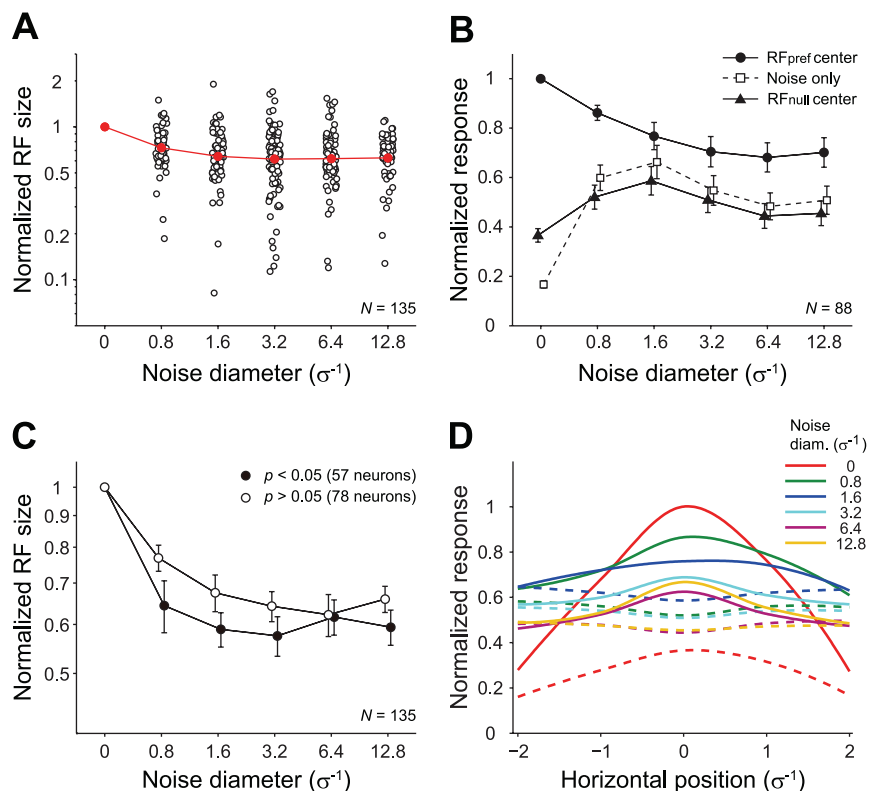 A
Normalized RF size
2
1
0.5
0.2
0.1
0 0.8 1.6 3.2 6.4 12.8
Noise diameter (σ-1)
N = 135
B
Normalized response
RFpref center
Noise only
RFnull center
1
0.8
0.6
0.4
0.2
0
0 0.8 1.6 3.2 6.4 12.8
Noise diameter (σ-1)
N = 88
C
Normalized RF size
p < 0.05 (57 neurons)
p > 0.05 (78 neurons)
1
0.9
0.8
0.7
0.6
0.5
0 0.8 1.6 3.2 6.4 12.8
Noise diameter (σ-1)
N = 135
D
Normalized response
Noise
diam. (σ-1)
0
0.8
1.6
3.2
6.4
12.8
1
0.8
0.6
0.4
0.2
0
−2 −1 0 1 2
Horizontal position (σ-1)